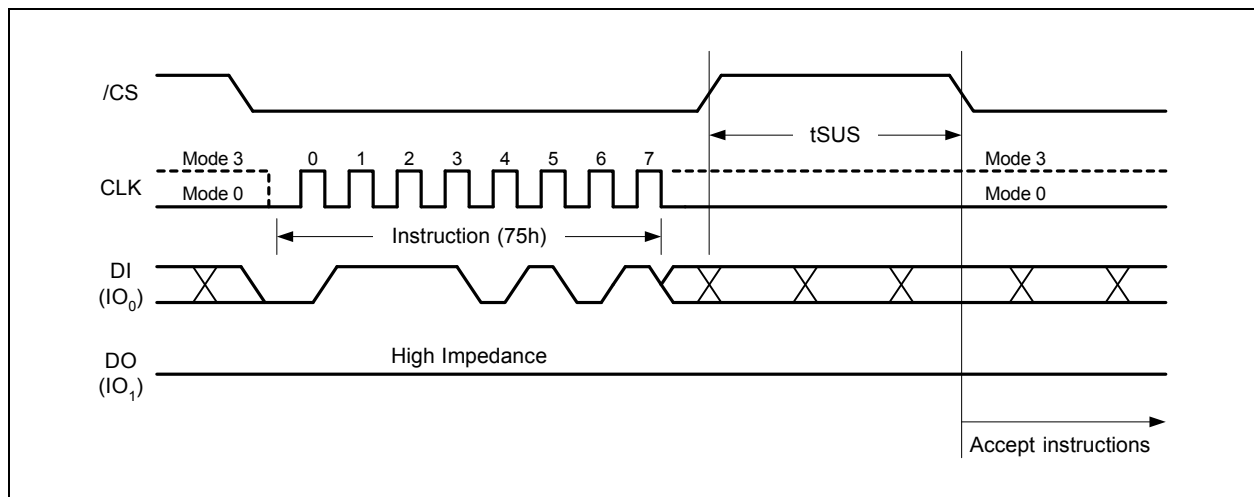 /CS
tSUS
Mode 3 0 1 2 3 4 5 6 7 Mode 3
CLK
Mode 0 Mode 0
Instruction (75h)
DI
(IO0)
High Impedance
DO
(IO1)
Accept instructions